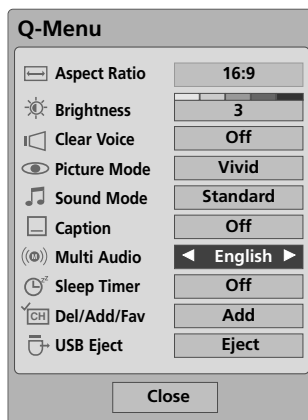 Q-Menu
Aspect Ratio 16:9
Brightness 3
Clear Voice Off
Picture Mode Vivid
Sound Mode Standard
Caption Off
((())) Multi Audio ◄ English ►
Sleep Timer Off
CH Del/Add/Fav Add
USB Eject Eject
Close